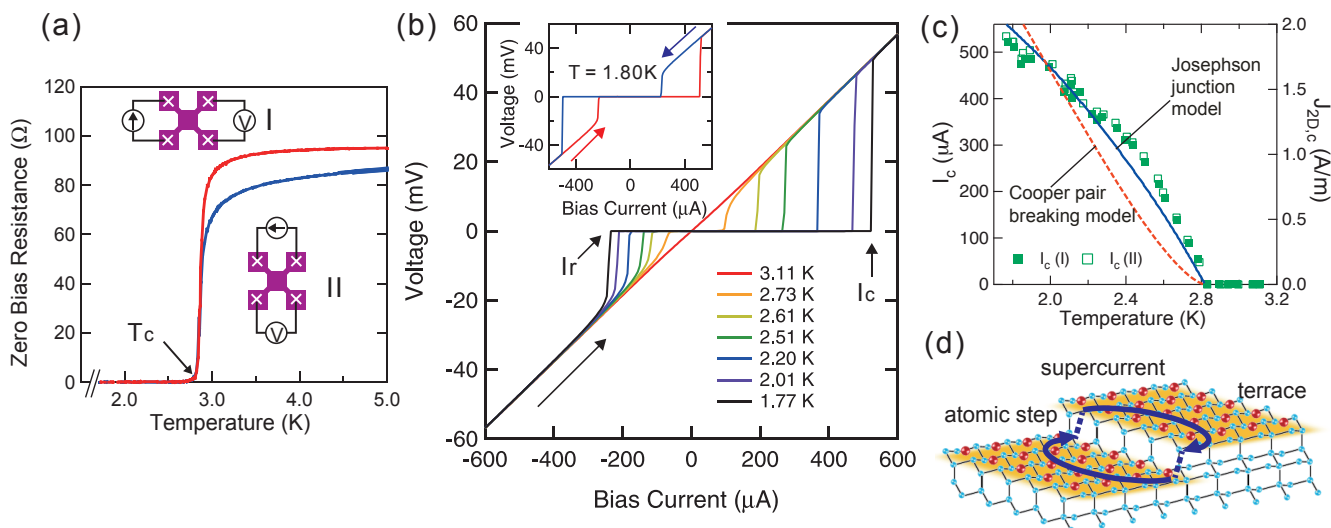 (a)
Zero Bias Resistance (Ω)
120
100
80
60
40
20
0
2.0
3.0
4.0
5.0
Temperature (K)
V
I
V
II
Tc
(b)
Voltage (mV)
60
40
20
0
-20
-40
-60
-600
-400
-200
0
200
400
600
Bias Current (μA)
Voltage (mV)
40
0
-40
-400
0
400
Bias Current (μA)
T = 1.80K
Ir
Ic
3.11 K
2.73 K
2.61 K
2.51 K
2.20 K
2.01 K
1.77 K
(c)
Ic (μA)
500
400
300
200
100
0
2.0
2.4
2.8
3.2
Temperature (K)
J2D,c (A/m)
2.0
1.5
1.0
0.5
0.0
Josephson
junction
model
Cooper pair
breaking model
Ic (I)
Ic (II)
(d)
supercurrent
terrace
atomic step